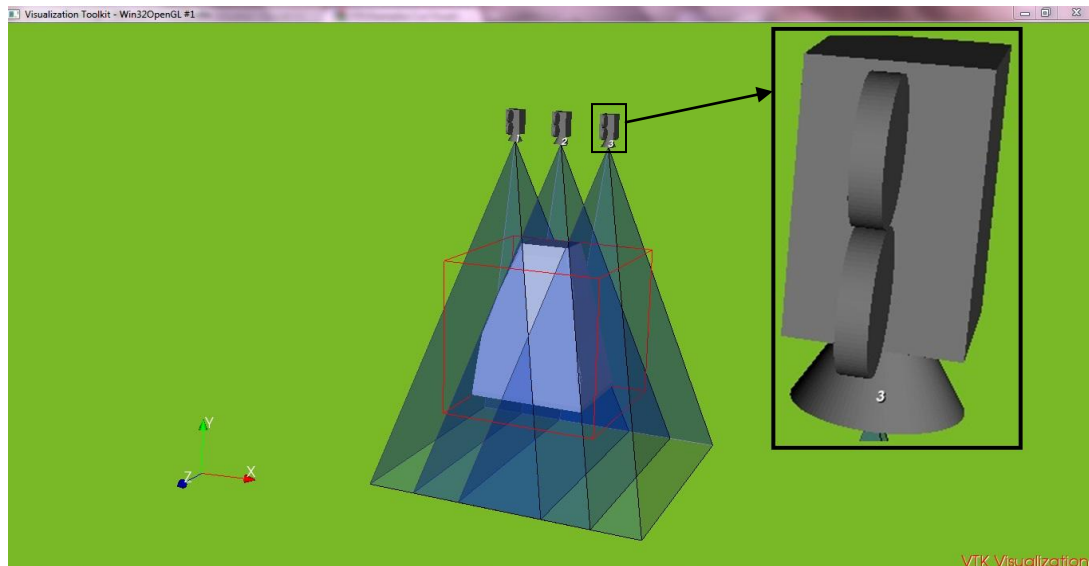 Visualization Toolkit - Win32OpenGL #1
1
2
3
3
Y
Z
X
VTK Visualization